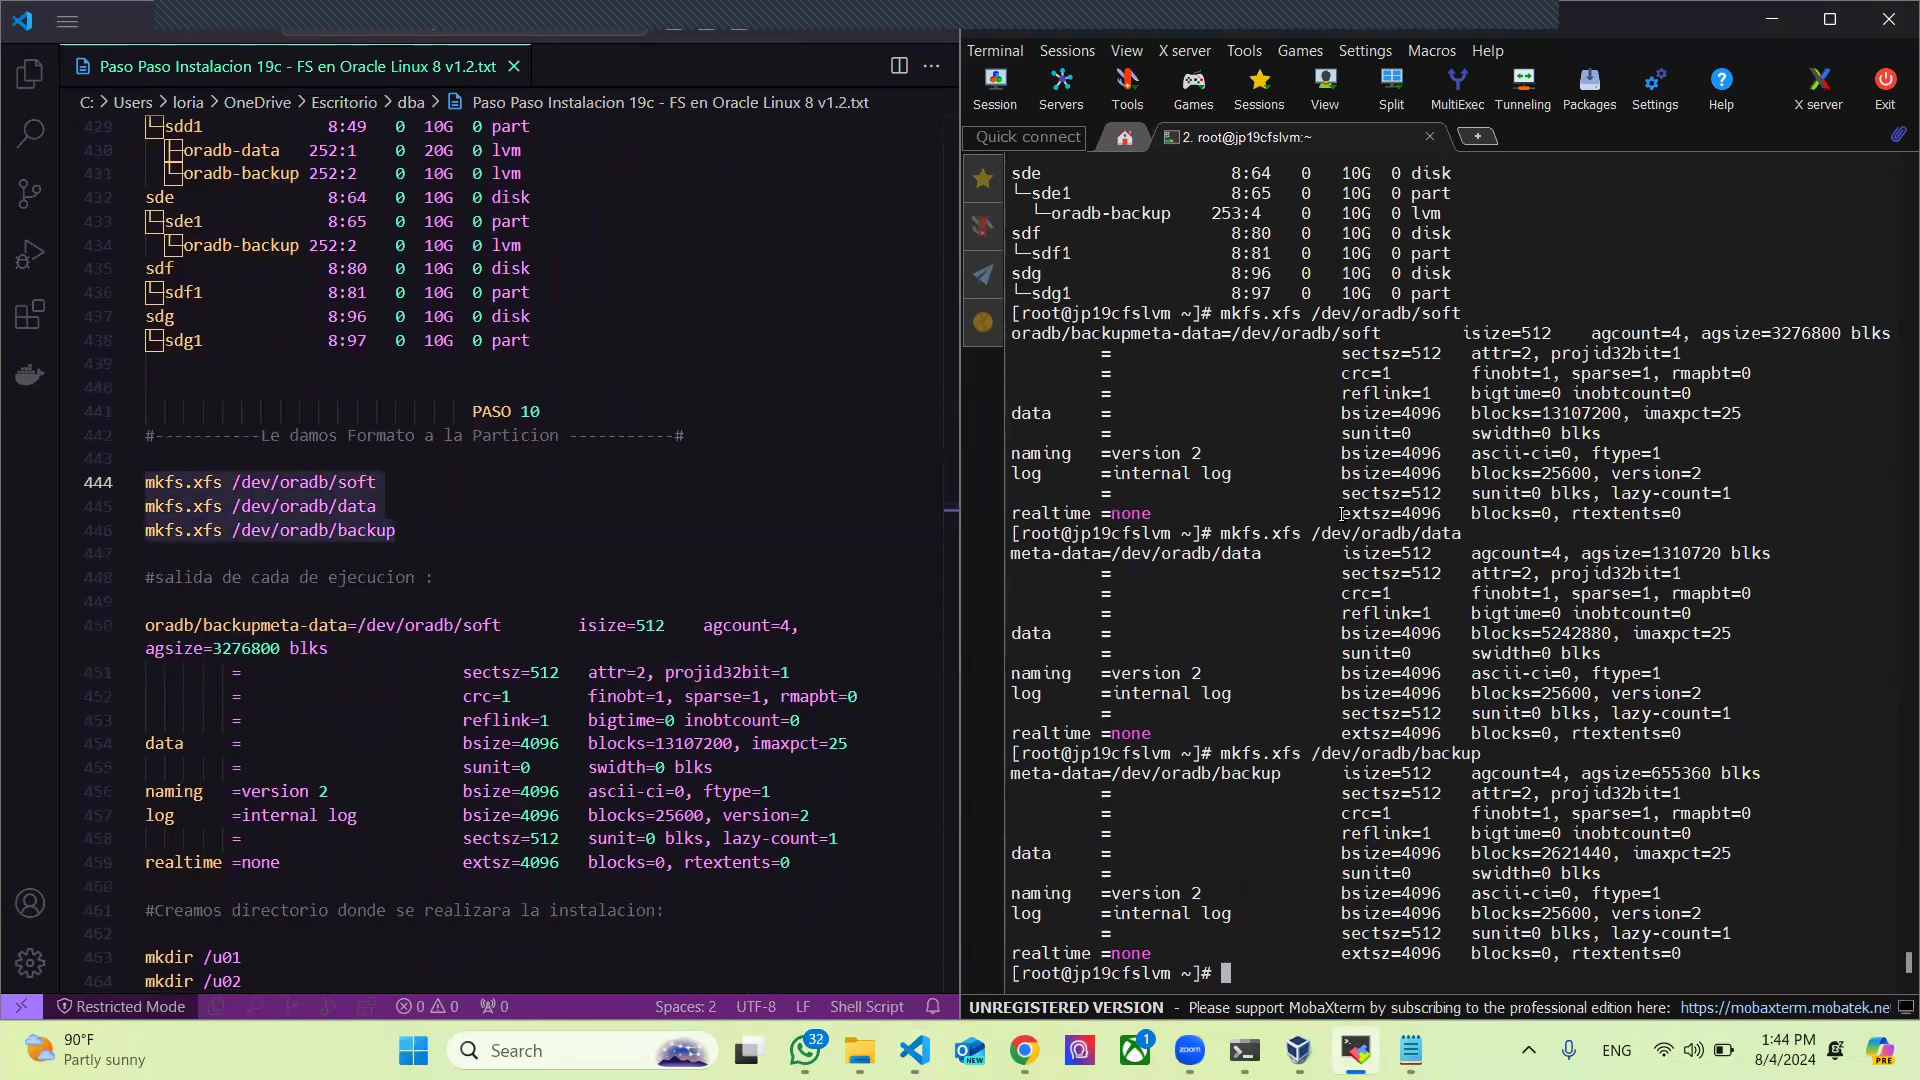 Paso Paso Instalacion 19c - FS en Oracle Linux 8 v1.2.txt
C: > Users > loria > OneDrive > Escritorio > dba > Paso Paso Instalacion 19c - FS en Oracle Linux 8 v1.2.txt
429 └─sdd1 8:49 0 10G 0 part
430 ├─oradb-data 252:1 0 20G 0 lvm
431 └─oradb-backup 252:2 0 10G 0 lvm
432 sde 8:64 0 10G 0 disk
433 └─sde1 8:65 0 10G 0 part
434 └─oradb-backup 252:2 0 10G 0 lvm
435 sdf 8:80 0 10G 0 disk
436 └─sdf1 8:81 0 10G 0 part
437 sdg 8:96 0 10G 0 disk
438 └─sdg1 8:97 0 10G 0 part
439
440
441 PASO 10
442 #-----------Le damos Formato a la Particion -----------#
443
444 mkfs.xfs /dev/oradb/soft
445 mkfs.xfs /dev/oradb/data
446 mkfs.xfs /dev/oradb/backup
447
448 #salida de cada de ejecucion :
449
450 oradb/backupmeta-data=/dev/oradb/soft isize=512 agcount=4,
agsize=3276800 blks
451 = sectsz=512 attr=2, projid32bit=1
452 = crc=1 finobt=1, sparse=1, rmapbt=0
453 = reflink=1 bigtime=0 inobtcount=0
454 data = bsize=4096 blocks=13107200, imaxpct=25
455 = sunit=0 swidth=0 blks
456 naming =version 2 bsize=4096 ascii-ci=0, ftype=1
457 log =internal log bsize=4096 blocks=25600, version=2
458 = sectsz=512 sunit=0 blks, lazy-count=1
459 realtime =none extsz=4096 blocks=0, rtextents=0
460
461 #Creamos directorio donde se realizara la instalacion:
462
463 mkdir /u01
464 mkdir /u02
Restricted Mode 0 0 0 Spaces: 2 UTF-8 LF Shell Script
Terminal Sessions View X server Tools Games Settings Macros Help
Session Servers Tools Games Sessions View Split MultiExec Tunneling Packages Settings Help X server Exit
Quick connect 2. root@jp19cfslvm:~
sde 8:64 0 10G 0 disk
└─sde1 8:65 0 10G 0 part
└─oradb-backup 253:4 0 10G 0 lvm
sdf 8:80 0 10G 0 disk
└─sdf1 8:81 0 10G 0 part
sdg 8:96 0 10G 0 disk
└─sdg1 8:97 0 10G 0 part
[root@jp19cfslvm ~]# mkfs.xfs /dev/oradb/soft
oradb/backupmeta-data=/dev/oradb/soft isize=512 agcount=4, agsize=3276800 blks
= sectsz=512 attr=2, projid32bit=1
= crc=1 finobt=1, sparse=1, rmapbt=0
= reflink=1 bigtime=0 inobtcount=0
data = bsize=4096 blocks=13107200, imaxpct=25
= sunit=0 swidth=0 blks
naming =version 2 bsize=4096 ascii-ci=0, ftype=1
log =internal log bsize=4096 blocks=25600, version=2
= sectsz=512 sunit=0 blks, lazy-count=1
realtime =none extsz=4096 blocks=0, rtextents=0
[root@jp19cfslvm ~]# mkfs.xfs /dev/oradb/data
meta-data=/dev/oradb/data isize=512 agcount=4, agsize=1310720 blks
= sectsz=512 attr=2, projid32bit=1
= crc=1 finobt=1, sparse=1, rmapbt=0
= reflink=1 bigtime=0 inobtcount=0
data = bsize=4096 blocks=5242880, imaxpct=25
= sunit=0 swidth=0 blks
naming =version 2 bsize=4096 ascii-ci=0, ftype=1
log =internal log bsize=4096 blocks=25600, version=2
= sectsz=512 sunit=0 blks, lazy-count=1
realtime =none extsz=4096 blocks=0, rtextents=0
[root@jp19cfslvm ~]# mkfs.xfs /dev/oradb/backup
meta-data=/dev/oradb/backup isize=512 agcount=4, agsize=655360 blks
= sectsz=512 attr=2, projid32bit=1
= crc=1 finobt=1, sparse=1, rmapbt=0
= reflink=1 bigtime=0 inobtcount=0
data = bsize=4096 blocks=2621440, imaxpct=25
= sunit=0 swidth=0 blks
naming =version 2 bsize=4096 ascii-ci=0, ftype=1
log =internal log bsize=4096 blocks=25600, version=2
= sectsz=512 sunit=0 blks, lazy-count=1
realtime =none extsz=4096 blocks=0, rtextents=0
[root@jp19cfslvm ~]#
UNREGISTERED VERSION - Please support MobaXterm by subscribing to the professional edition here: https://mobaxterm.mobatek.ne
90°F
Partly sunny
Search
32
NEW
1
zoom
ENG
1:44 PM
8/4/2024
PRE